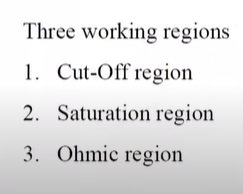 Three working regions
1. Cut-Off region
2. Saturation region
3. Ohmic region